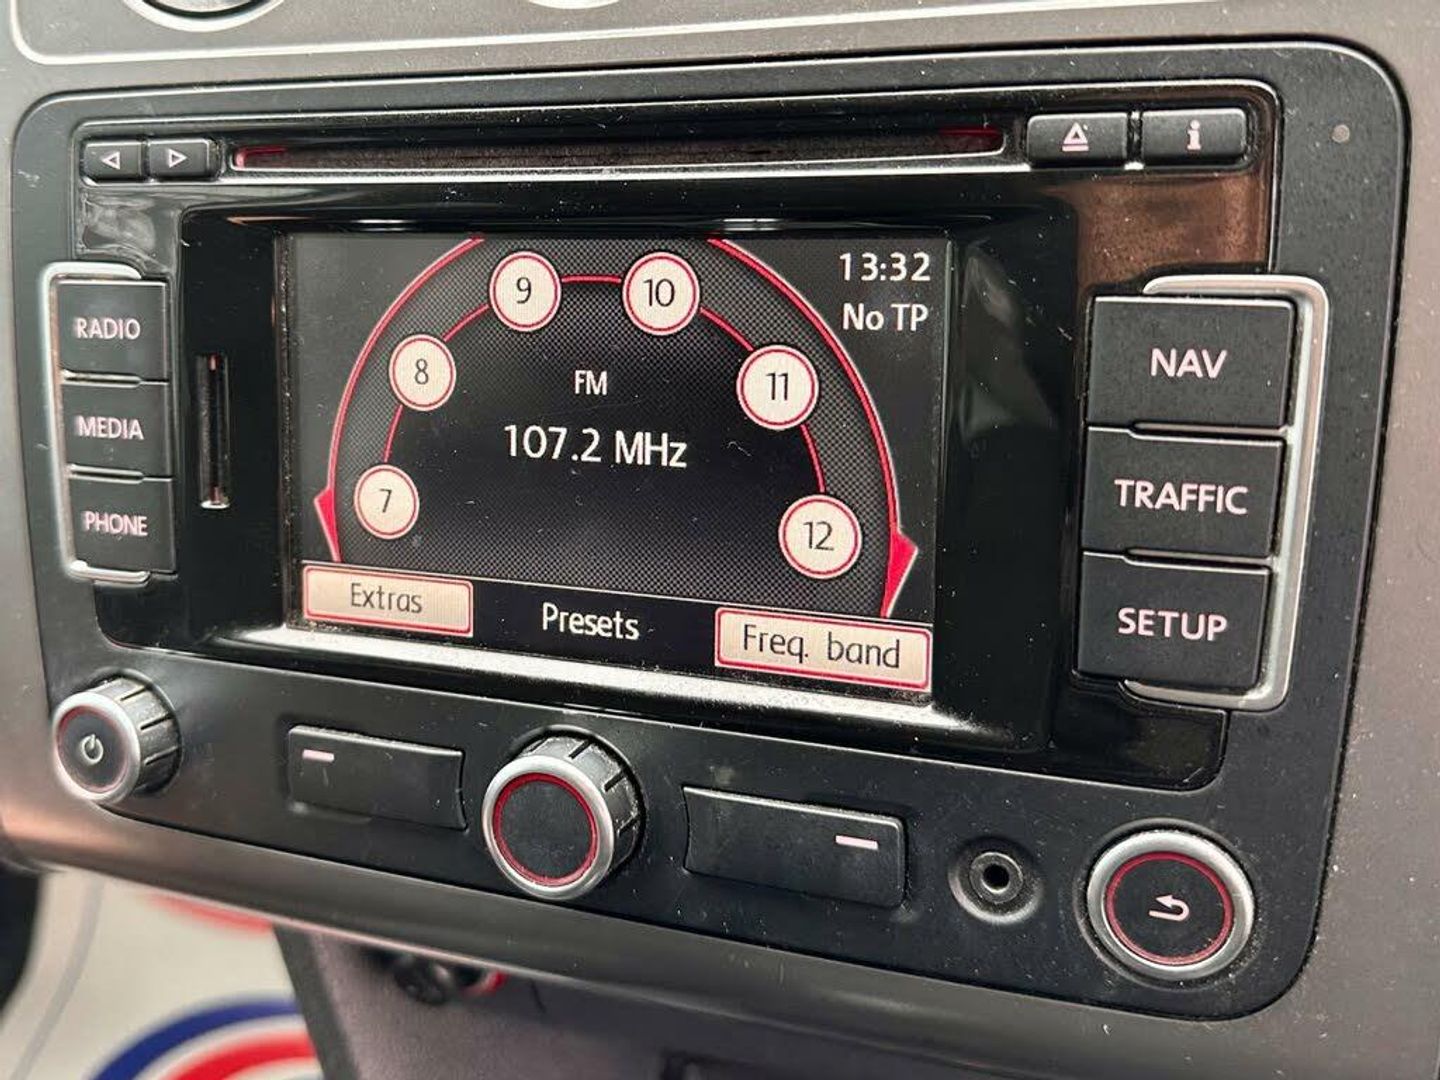 i
RADIO
MEDIA
PHONE
9
10
13:32
No TP
8
11
FM
107.2 MHz
7
12
Extras
Presets
Freq. band
NAV
TRAFFIC
SETUP